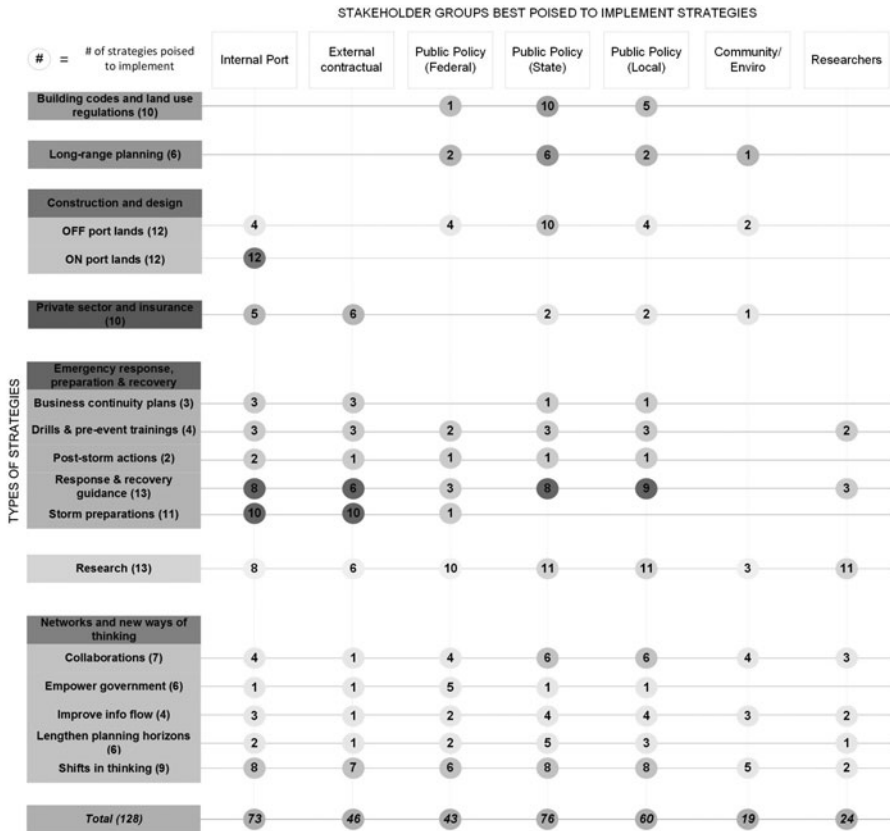 STAKEHOLDER GROUPS BEST POISED TO IMPLEMENT STRATEGIES
# = # of strategies poised
to implement
Internal Port
External
contractual
Public Policy
(Federal)
Public Policy
(State)
Public Policy
(Local)
Community/
Enviro
Researchers
TYPES OF STRATEGIES
Building codes and land use
regulations (10)
1 10 5
Long-range planning (6) 2 6 2 1
Construction and design
OFF port lands (12) 4 4 10 4 2
ON port lands (12) 12
Private sector and insurance
(10)
5 6 2 2 1
Emergency response,
preparation & recovery
Business continuity plans (3) 3 3 1 1
Drills & pre-event trainings (4) 3 3 2 3 3 2
Post-storm actions (2) 2 1 1 1 1
Response & recovery
guidance (13)
8 6 3 8 9 3
Storm preparations (11) 10 10 1
Research (13) 8 6 10 11 11 3 11
Networks and new ways of
thinking
Collaborations (7) 4 1 4 6 6 4 3
Empower government (6) 1 1 5 1 1
Improve info flow (4) 3 1 2 4 4 3 2
Lengthen planning horizons
(6)
2 1 2 5 3 1
Shifts in thinking (9) 8 7 6 8 8 5 2
Total (128) 73 46 43 76 60 19 24